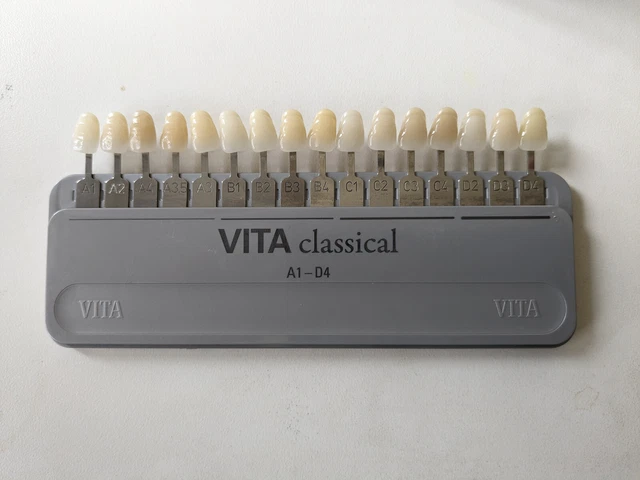 A1 A2 A4 A3.5 A3 B1 B2 B3 B4 C1 C2 C3 C4 D2 D3 D4
VITA classical
A1–D4
VITA VITA